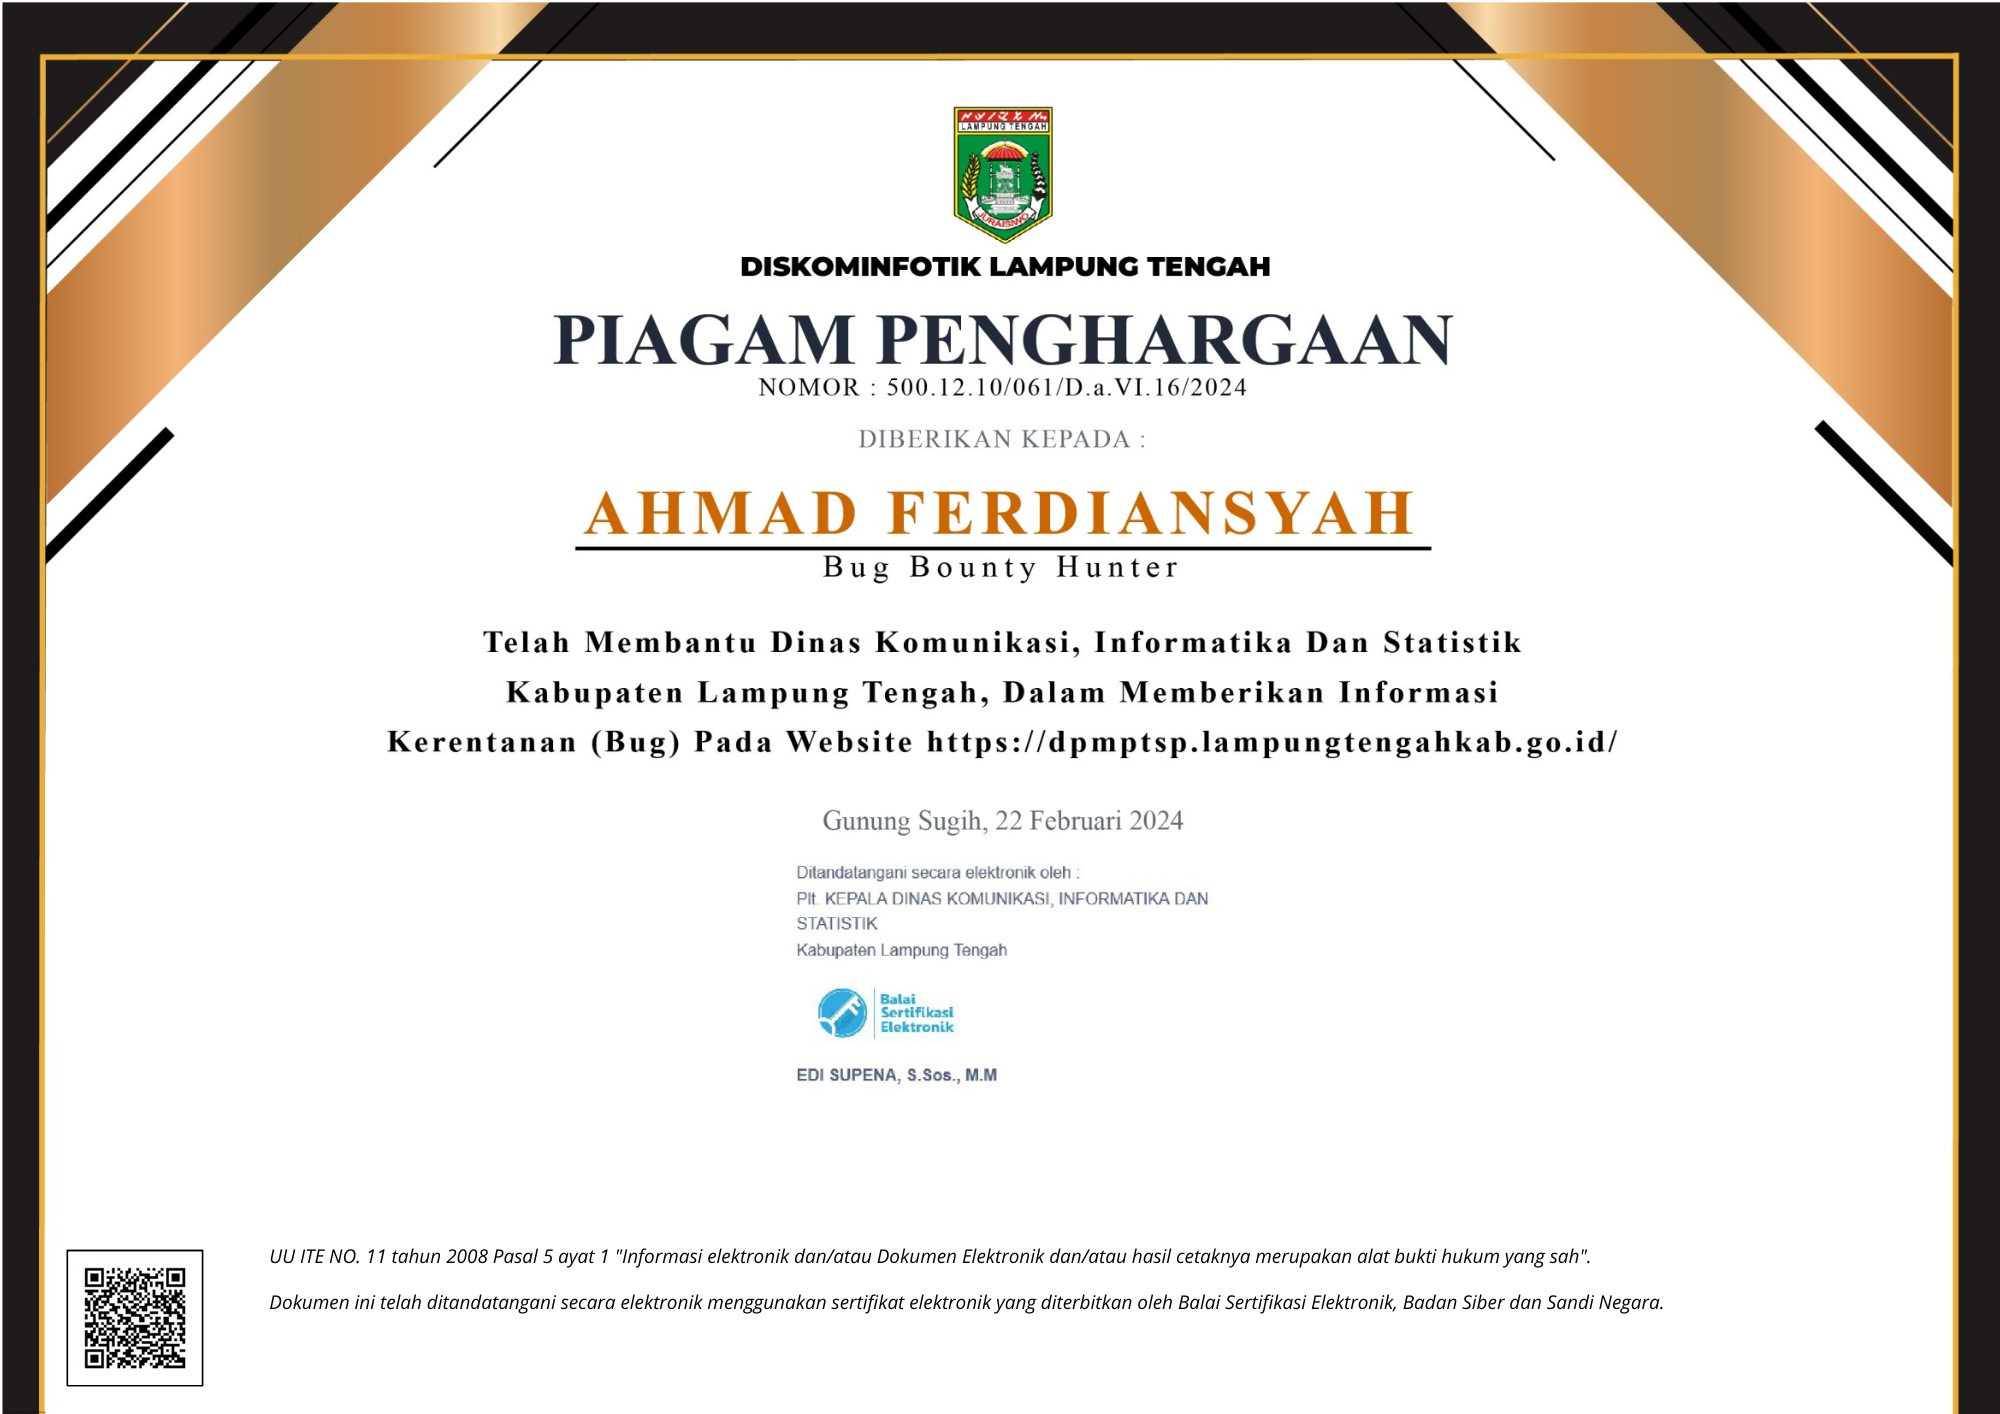 LAMPUNG TENGAH
JURAISIWO
DISKOMINFOTIK LAMPUNG TENGAH
PIAGAM PENGHARGAAN
NOMOR : 500.12.10/061/D.a.VI.16/2024
DIBERIKAN KEPADA :
AHMAD FERDIANSYAH
Bug Bounty Hunter
Telah Membantu Dinas Komunikasi, Informatika Dan Statistik
Kabupaten Lampung Tengah, Dalam Memberikan Informasi
Kerentanan (Bug) Pada Website https://dpmptsp.lampungtengahkab.go.id/
Gunung Sugih, 22 Februari 2024
Ditandatangani secara elektronik oleh :
Plt. KEPALA DINAS KOMUNIKASI, INFORMATIKA DAN
STATISTIK
Kabupaten Lampung Tengah
Balai
Sertifikasi
Elektronik
EDI SUPENA, S.Sos., M.M
UU ITE NO. 11 tahun 2008 Pasal 5 ayat 1 "Informasi elektronik dan/atau Dokumen Elektronik dan/atau hasil cetaknya merupakan alat bukti hukum yang sah".
Dokumen ini telah ditandatangani secara elektronik menggunakan sertifikat elektronik yang diterbitkan oleh Balai Sertifikasi Elektronik, Badan Siber dan Sandi Negara.